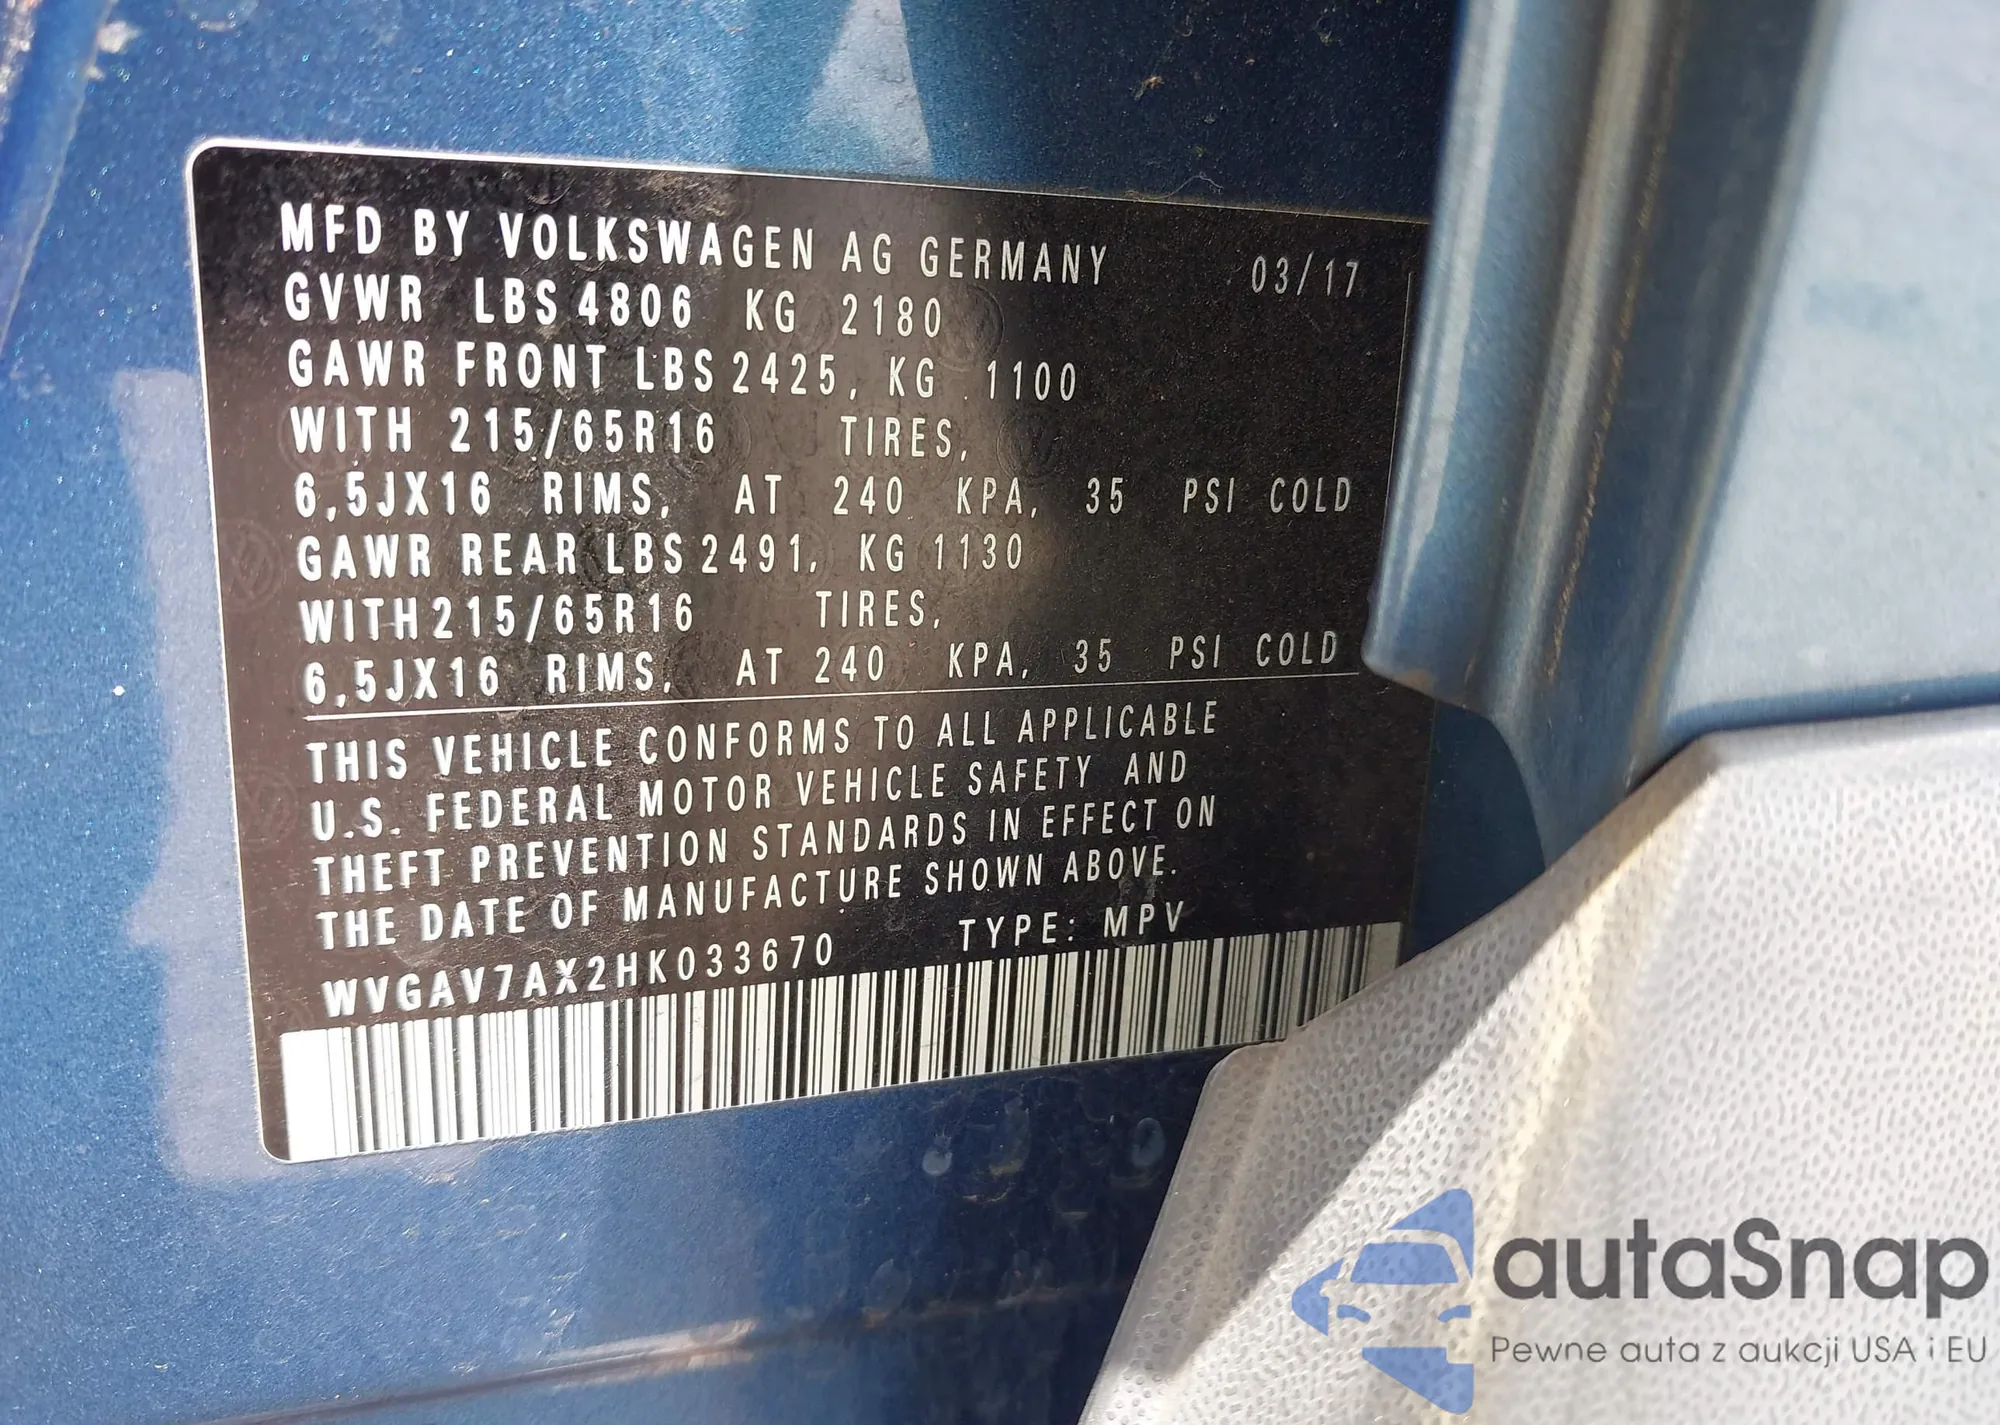 MFD BY VOLKSWAGEN AG GERMANY 03/17
GVWR LBS 4806 KG 2180
GAWR FRONT LBS 2425, KG 1100
WITH 215/65R16 TIRES,
6,5JX16 RIMS, AT 240 KPA, 35 PSI COLD
GAWR REAR LBS 2491, KG 1130
WITH 215/65R16 TIRES,
6,5JX16 RIMS, AT 240 KPA, 35 PSI COLD
THIS VEHICLE CONFORMS TO ALL APPLICABLE
U.S. FEDERAL MOTOR VEHICLE SAFETY AND
THEFT PREVENTION STANDARDS IN EFFECT ON
THE DATE OF MANUFACTURE SHOWN ABOVE.
WVGAV7AX2HK033670 TYPE: MPV
autaSnap
Pewne auta z aukcji USA i EU